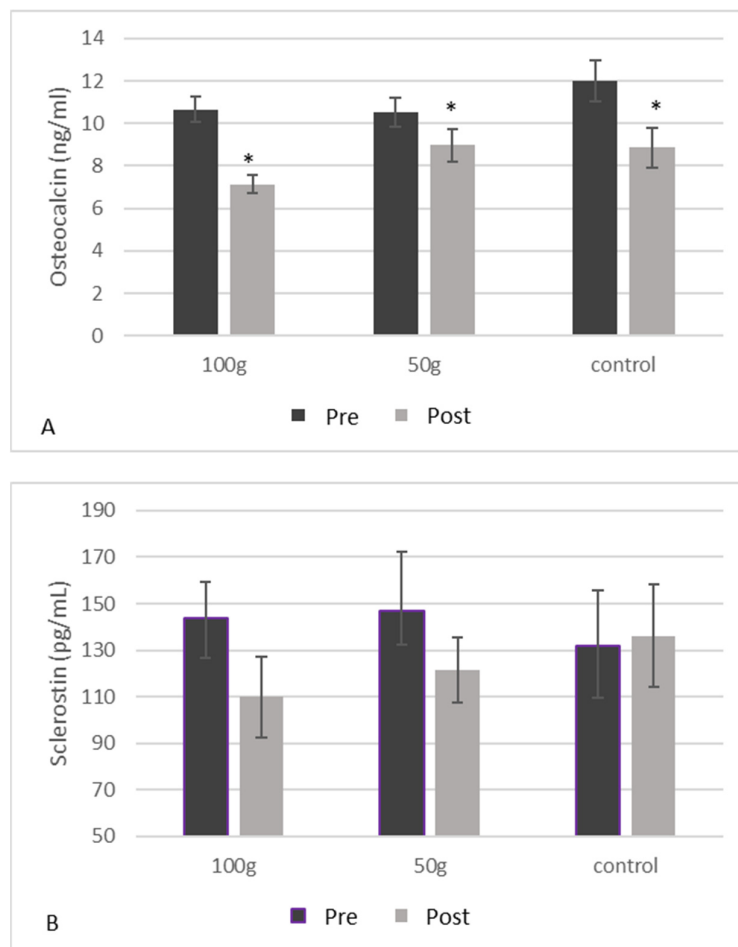 14
12
10
8
6
4
2
0
Osteocalcin (ng/ml)
*
*
*
100g
50g
control
Pre
Post
A
190
170
150
130
110
90
70
50
Sclerostin (pg/mL)
100g
50g
control
Pre
Post
B